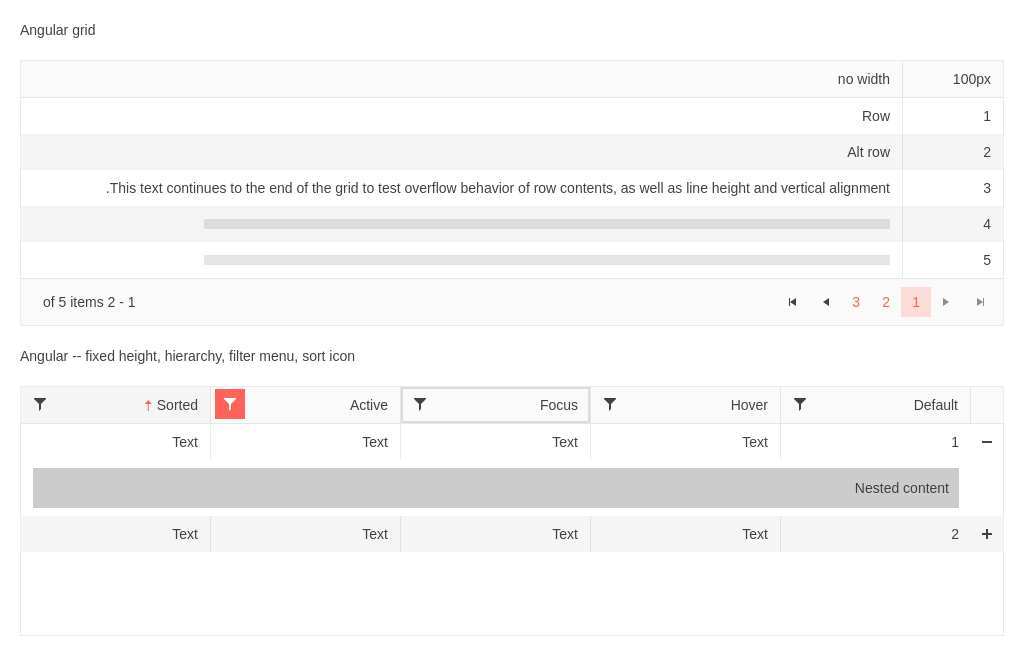 Angular grid
no width 100px
Row 1
Alt row 2
.This text continues to the end of the grid to test overflow behavior of row contents, as well as line height and vertical alignment 3
4
5
of 5 items 2 - 1 3 2 1
Angular -- fixed height, hierarchy, filter menu, sort icon
Sorted Active Focus Hover Default
Text Text Text Text 1
Nested content
Text Text Text Text 2